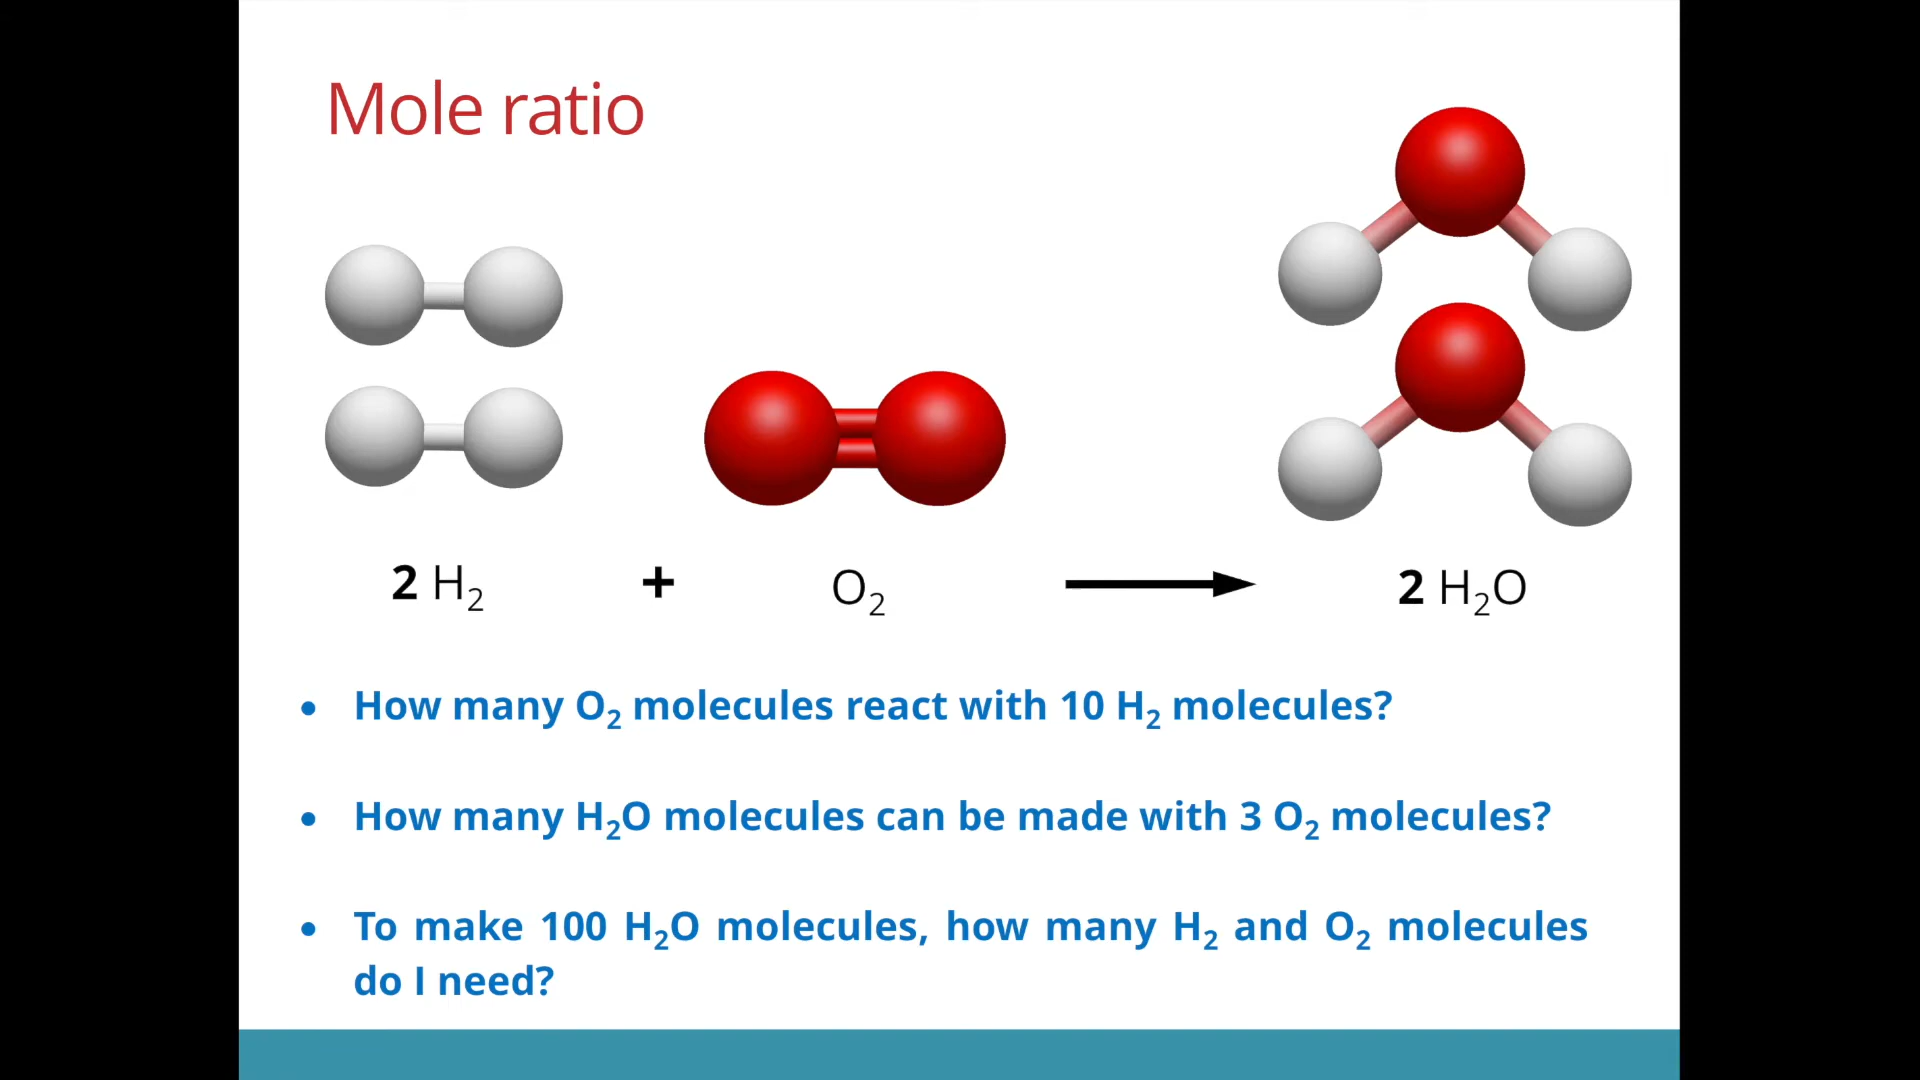 Mole ratio
2 H₂ + O₂ → 2 H₂O
• How many O₂ molecules react with 10 H₂ molecules?
• How many H₂O molecules can be made with 3 O₂ molecules?
• To make 100 H₂O molecules, how many H₂ and O₂ molecules
do I need?